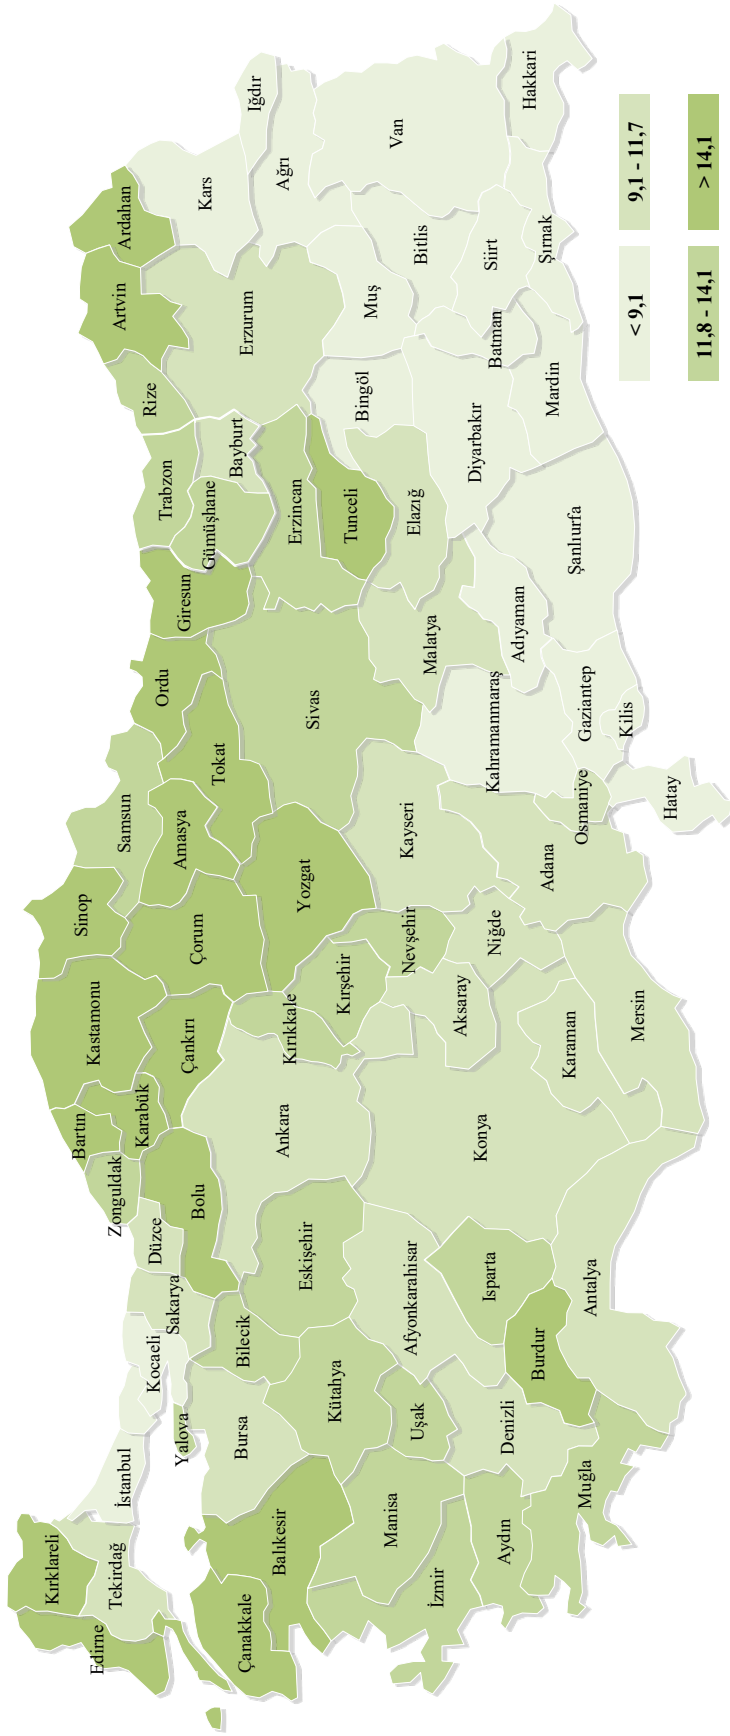 Edirne
Kırklareli
Tekirdağ
İstanbul
Kocaeli
Yalova
Sakarya
Düzce
Zonguldak
Bartın
Karabük
Kastamonu
Sinop
Samsun
Ordu
Giresun
Trabzon
Rize
Artvin
Ardahan
Çanakkale
Balıkesir
Bursa
Bilecik
Bolu
Çankırı
Çorum
Amasya
Tokat
Gümüşhane
Bayburt
Erzurum
Kars
Iğdır
Ağrı
İzmir
Manisa
Kütahya
Eskişehir
Ankara
Kırıkkale
Kırşehir
Yozgat
Sivas
Erzincan
Tunceli
Bingöl
Muş
Bitlis
Van
Hakkari
Aydın
Uşak
Afyonkarahisar
Konya
Aksaray
Nevşehir
Kayseri
Malatya
Elazığ
Diyarbakır
Batman
Siirt
Şırnak
Muğla
Denizli
Burdur
Isparta
Antalya
Karaman
Mersin
Niğde
Adana
Osmaniye
Kahramanmaraş
Adıyaman
Gaziantep
Kilis
Hatay
Şanlıurfa
Mardin
< 9,1
9,1 - 11,7
11,8 - 14,1
> 14,1